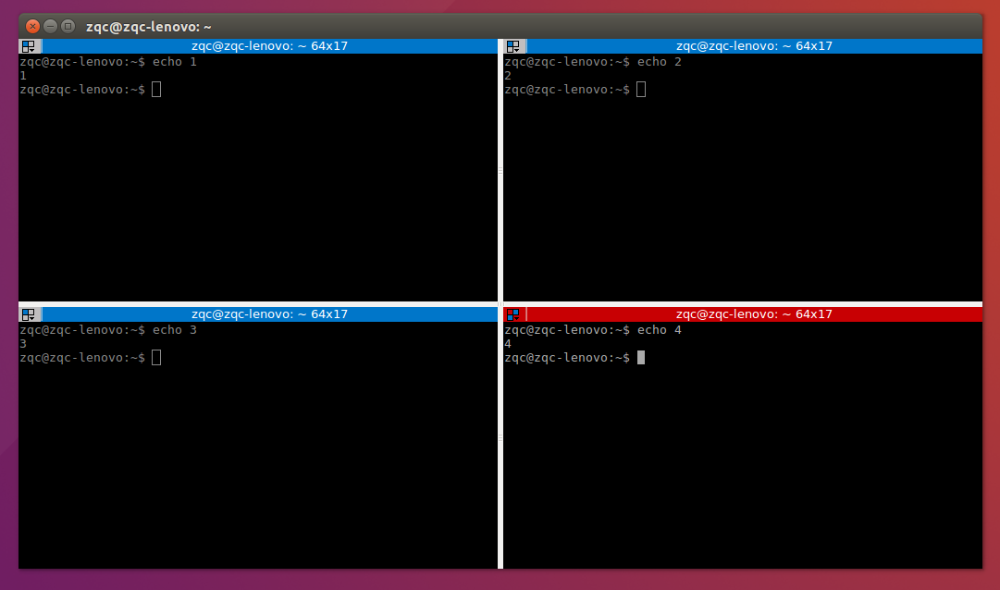 zqc@zqc-lenovo: ~
zqc@zqc-lenovo: ~ 64x17
zqc@zqc-lenovo:~$ echo 1
1
zqc@zqc-lenovo:~$
zqc@zqc-lenovo: ~ 64x17
zqc@zqc-lenovo:~$ echo 2
2
zqc@zqc-lenovo:~$
zqc@zqc-lenovo: ~ 64x17
zqc@zqc-lenovo:~$ echo 3
3
zqc@zqc-lenovo:~$
zqc@zqc-lenovo: ~ 64x17
zqc@zqc-lenovo:~$ echo 4
4
zqc@zqc-lenovo:~$